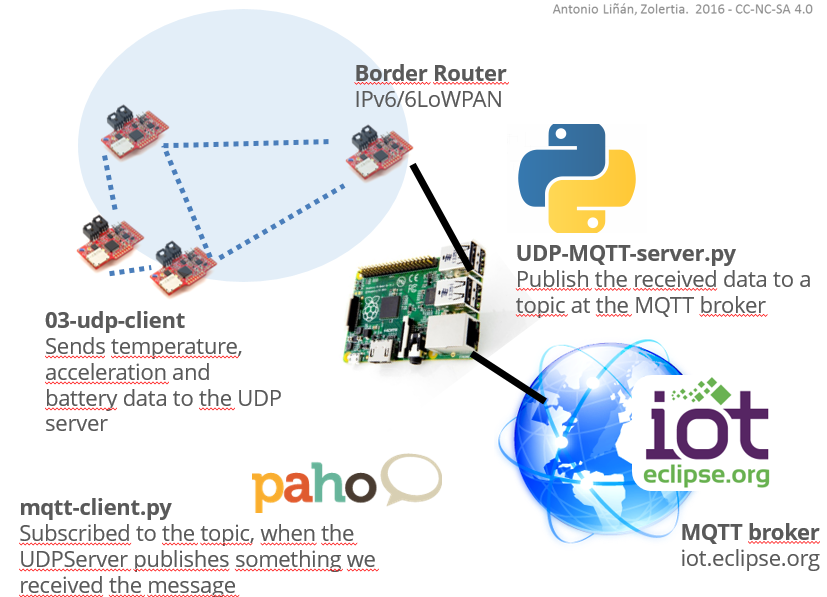 Antonio Liñán, Zolertia. 2016 - CC-NC-SA 4.0
Border Router
IPv6/6LoWPAN
UDP-MQTT-server.py
Publish the received data to a
topic at the MQTT broker
03-udp-client
Sends temperature,
acceleration and
battery data to the UDP
server
iot
eclipse.org
paho
mqtt-client.py
Subscribed to the topic, when the
UDPServer publishes something we
received the message
MQTT broker
iot.eclipse.org